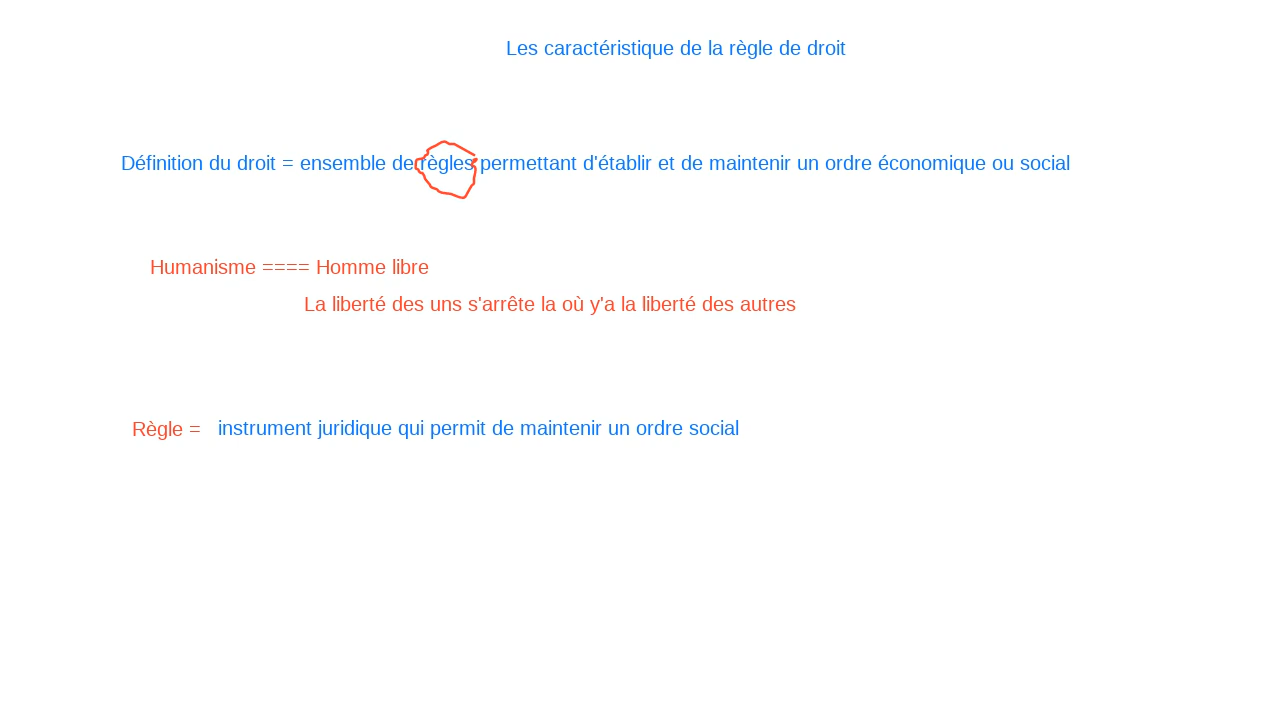 Les caractéristique de la règle de droit
Définition du droit = ensemble de règles permettant d'établir et de maintenir un ordre économique ou social
Humanisme ==== Homme libre
La liberté des uns s'arrête la où y'a la liberté des autres
Règle = instrument juridique qui permit de maintenir un ordre social